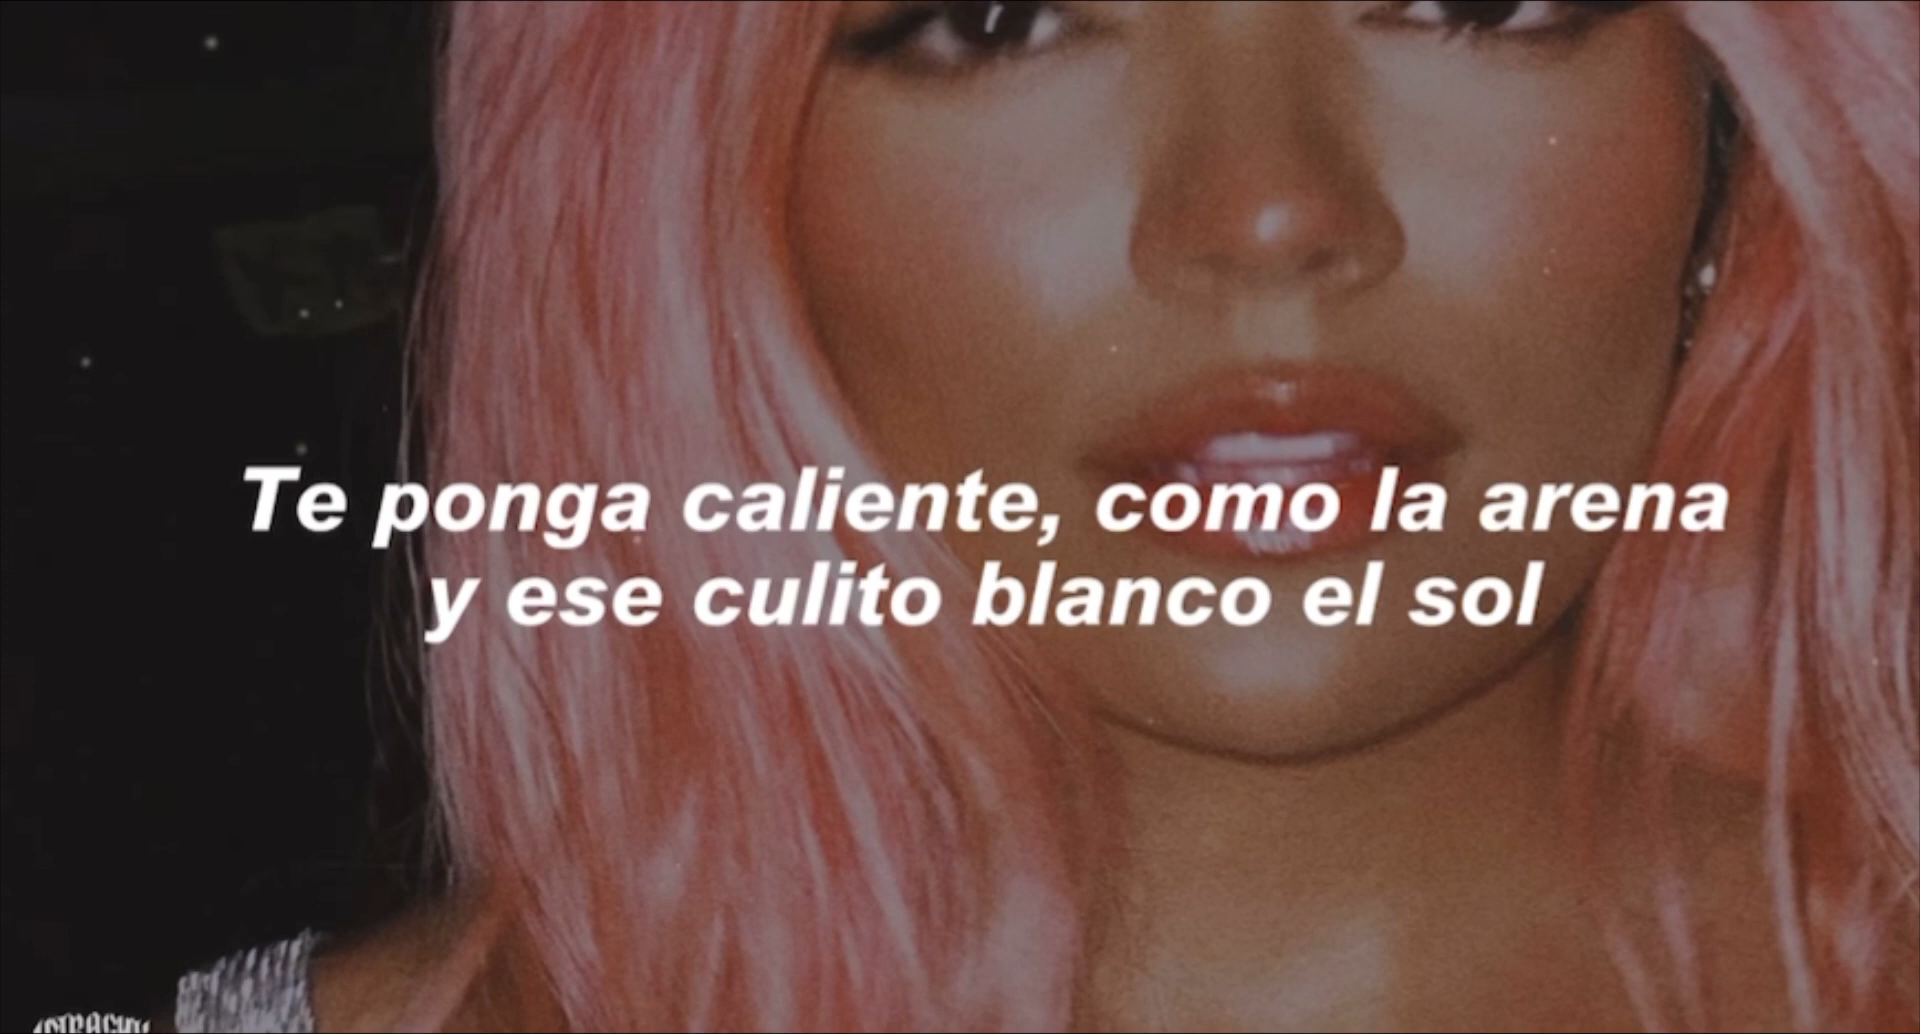 Te ponga caliente, como la arena
y ese culito blanco el sol